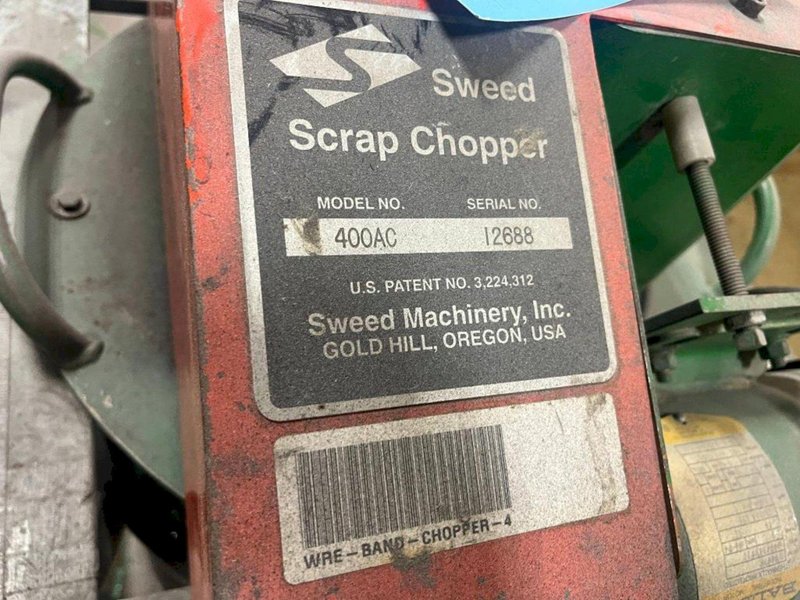 Sweed
Scrap Chopper
MODEL NO. SERIAL NO.
400AC 12688
U.S. PATENT NO. 3,224,312
Sweed Machinery, Inc.
GOLD HILL, OREGON, USA
WRE-BAND-CHOPPER-4